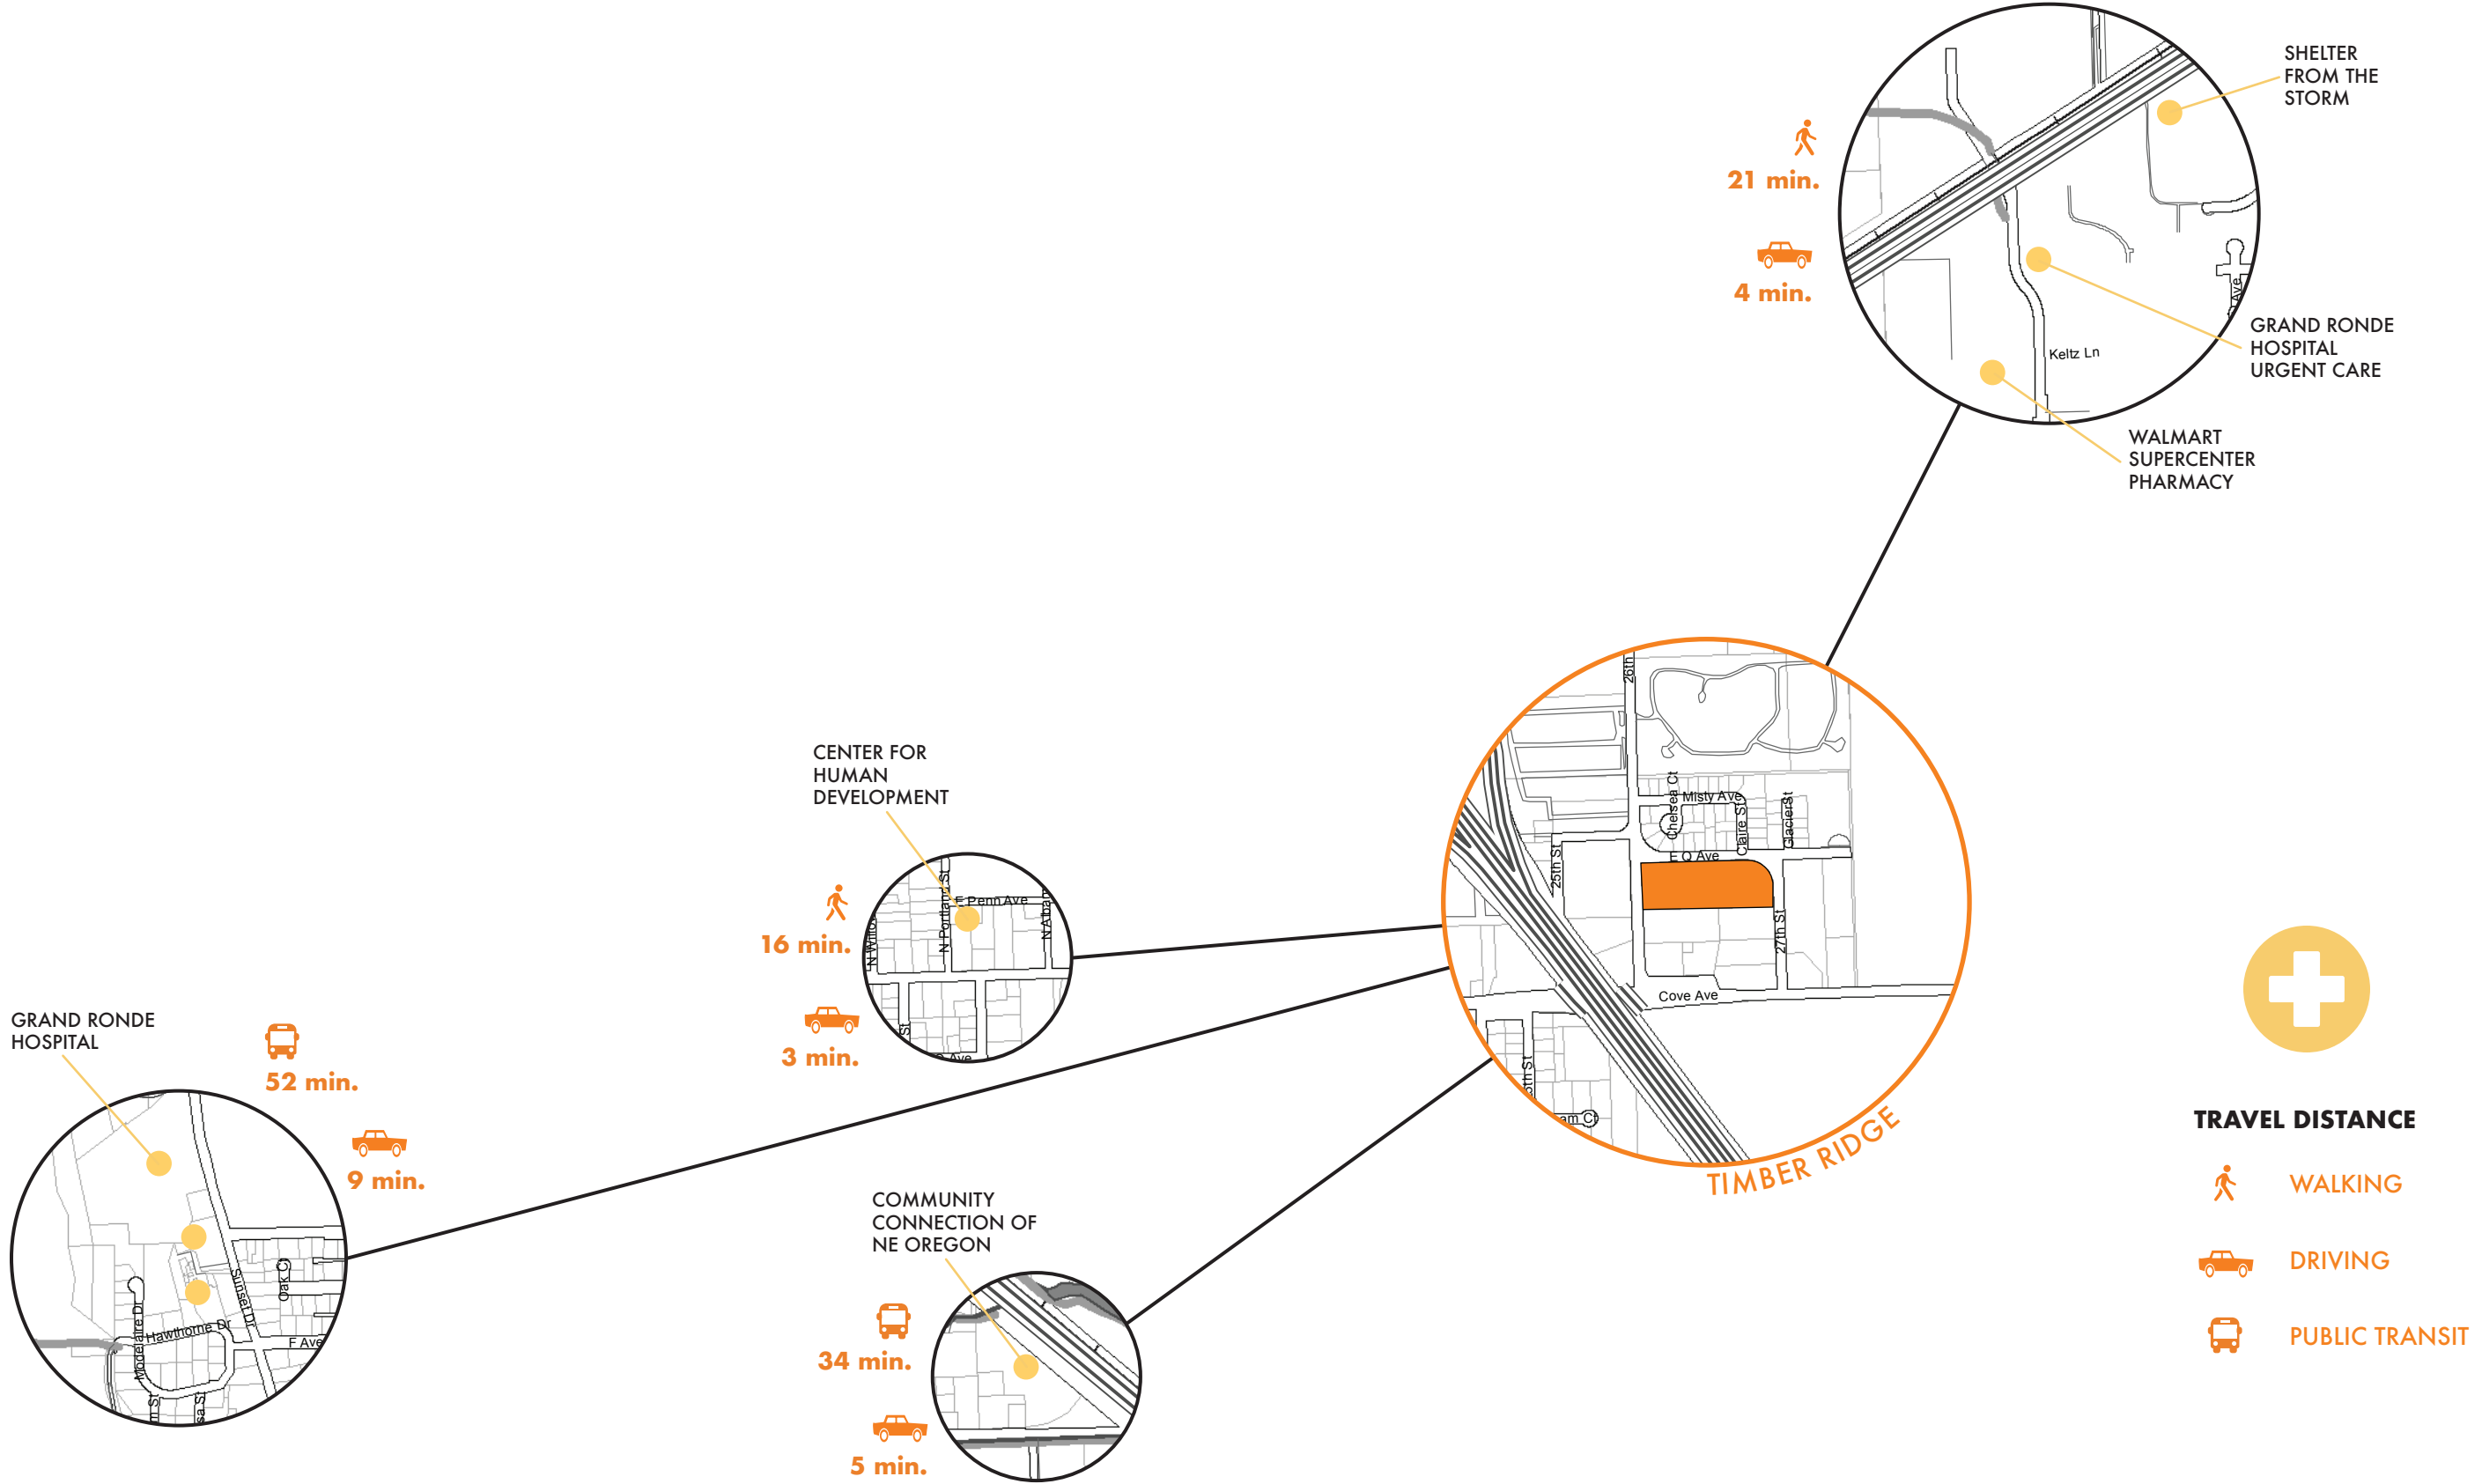 SHELTER
FROM THE
STORM
21 min.
4 min.
Ave
GRAND RONDE
HOSPITAL
URGENT CARE
Keltz Ln
WALMART
SUPERCENTER
PHARMACY
26th
Chelsea Ct
Misty Ave
Claire St
GlacierSt
E Q Ave
25th St
27th St
Cove Ave
TIMBER RIDGE
CENTER FOR
HUMAN
DEVELOPMENT
16 min.
3 min.
N Portland St
E Penn Ave
St
Ave
GRAND RONDE
HOSPITAL
52 min.
9 min.
Sunset Dr
Oak Ct
Modelaire Dr
Hawthorne Dr
F Ave
COMMUNITY
CONNECTION OF
NE OREGON
34 min.
5 min.
TRAVEL DISTANCE
WALKING
DRIVING
PUBLIC TRANSIT